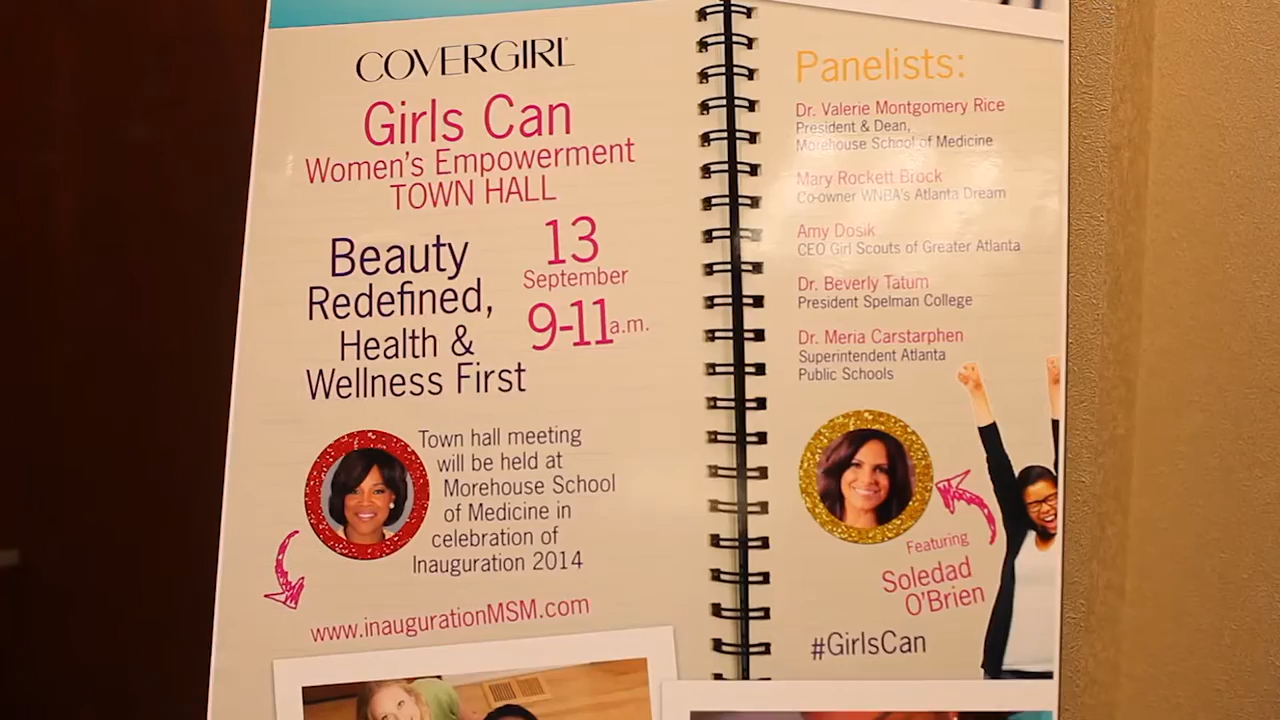 COVERGIRL
Girls Can
Women's Empowerment
TOWN HALL
Beauty
Redefined,
Health &
Wellness First
13
September
9-11a.m.
Town hall meeting
will be held at
Morehouse School
of Medicine in
celebration of
Inauguration 2014
www.inaugurationMSM.com
Panelists:
Dr. Valerie Montgomery Rice
President & Dean,
Morehouse School of Medicine
Mary Rockett Brock
Co-owner WNBA's Atlanta Dream
Amy Dosik
CEO Girl Scouts of Greater Atlanta
Dr. Beverly Tatum
President Spelman College
Dr. Meria Carstarphen
Superintendent Atlanta
Public Schools
Featuring
Soledad
O'Brien
#GirlsCan